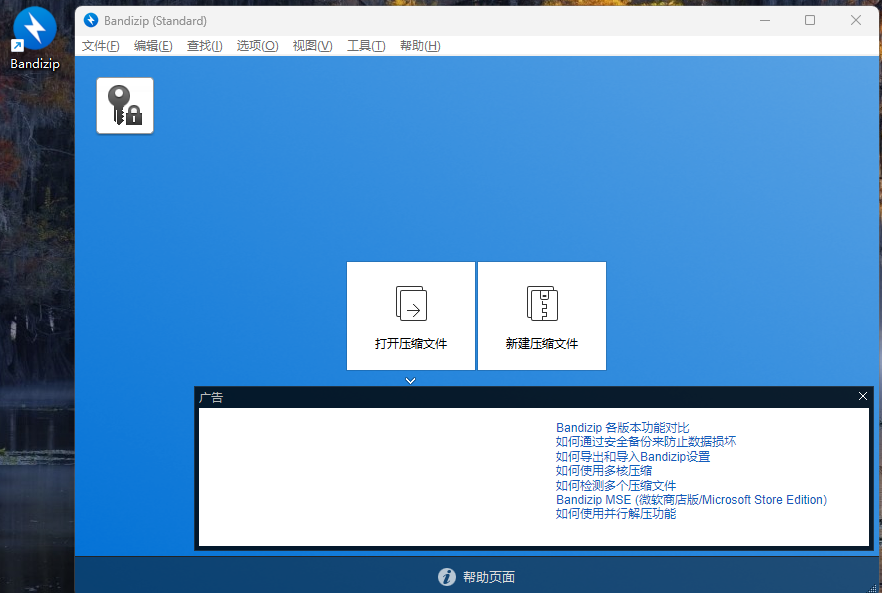 Bandizip
Bandizip (Standard)
文件(F) 编辑(E) 查找(I) 选项(O) 视图(V) 工具(T) 帮助(H)
打开压缩文件
新建压缩文件
广告
Bandizip 各版本功能对比
如何通过安全备份来防止数据损坏
如何导出和导入Bandizip设置
如何使用多核压缩
如何检测多个压缩文件
Bandizip MSE (微软商店版/Microsoft Store Edition)
如何使用并行解压功能
帮助页面